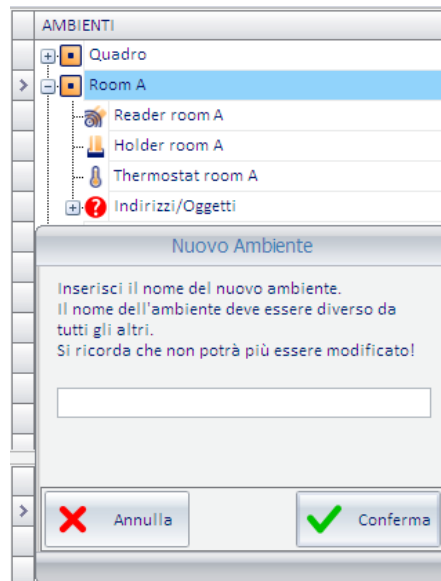 AMBIENTI
Quadro
Room A
Reader room A
Holder room A
Thermostat room A
Indirizzi/Oggetti
Nuovo Ambiente
Inserisci il nome del nuovo ambiente.
Il nome dell'ambiente deve essere diverso da
tutti gli altri.
Si ricorda che non potrà più essere modificato!
Annulla
Conferma